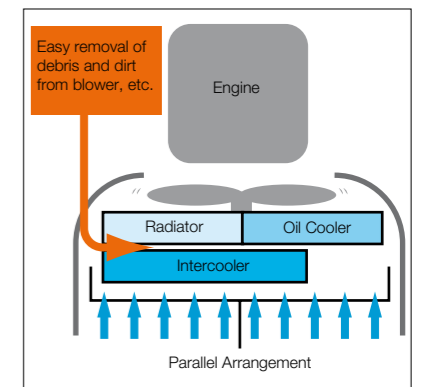 Easy removal of
debris and dirt
from blower, etc.
Engine
Radiator
Oil Cooler
Intercooler
Parallel Arrangement